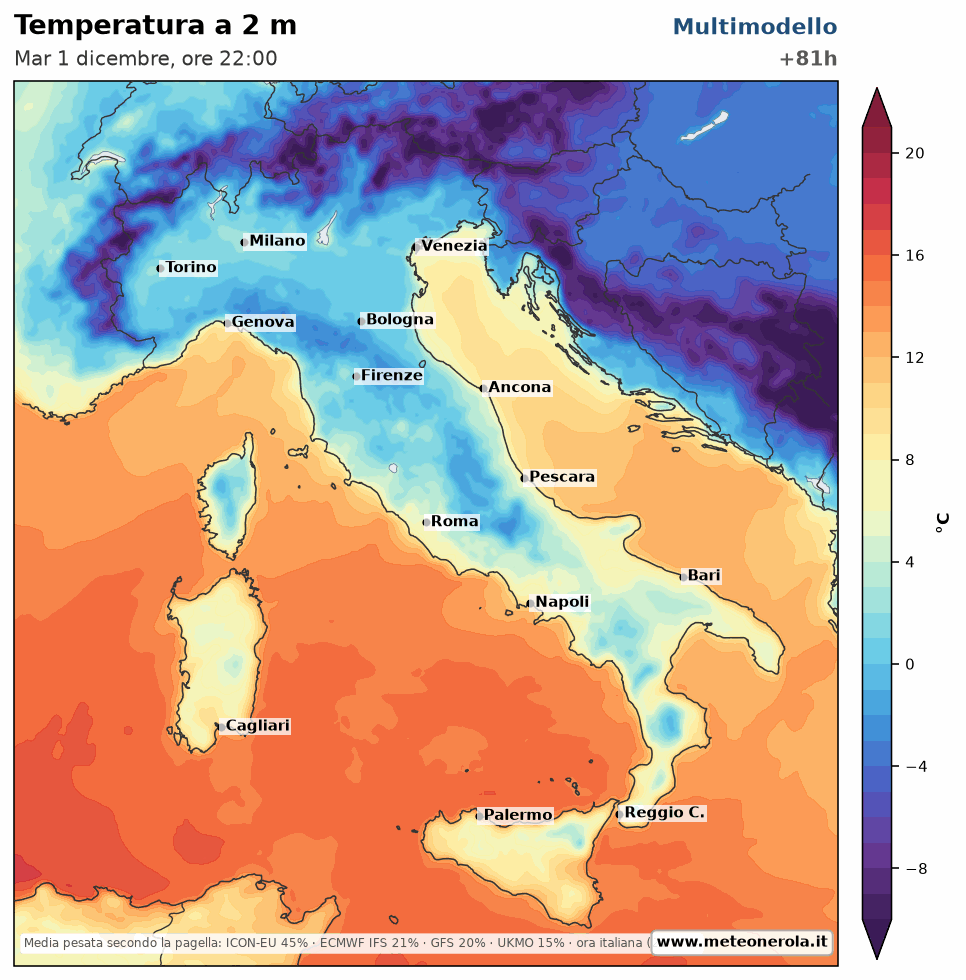 Temperatura a 2 m
Multimodello
Mar 1 dicembre, ore 22:00
+81h
20
16
12
8
4
0
−4
−8
°C
Milano
Venezia
Torino
Genova
Bologna
Firenze
Ancona
Pescara
Roma
Bari
Napoli
Cagliari
Palermo
Reggio C.
Media pesata secondo la pagella: ICON-EU 45% · ECMWF IFS 21% · GFS 20% · UKMO 15% · ora italiana (
www.meteonerola.it